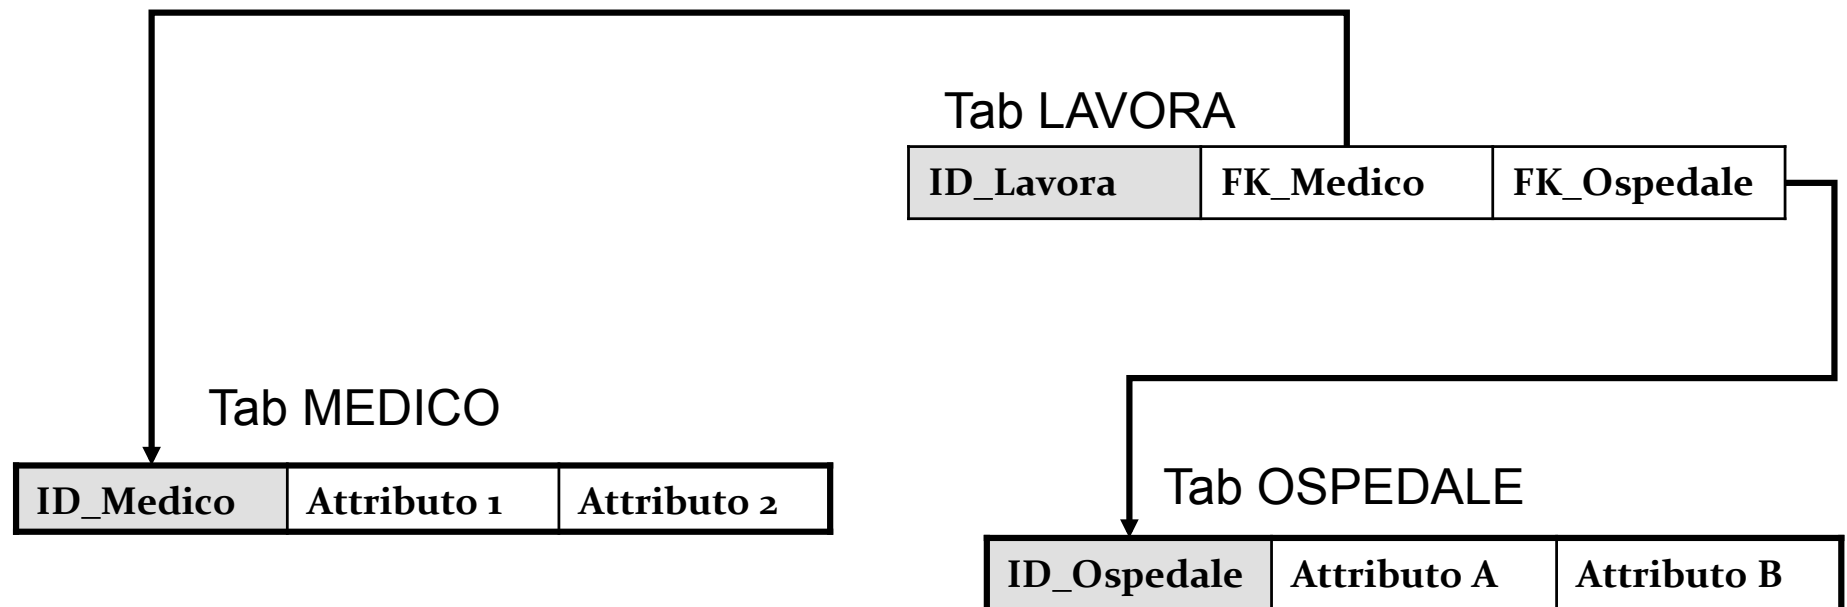 Tab LAVORA
ID_Lavora FK_Medico FK_Ospedale
Tab MEDICO
ID_Medico Attributo 1 Attributo 2
Tab OSPEDALE
ID_Ospedale Attributo A Attributo B